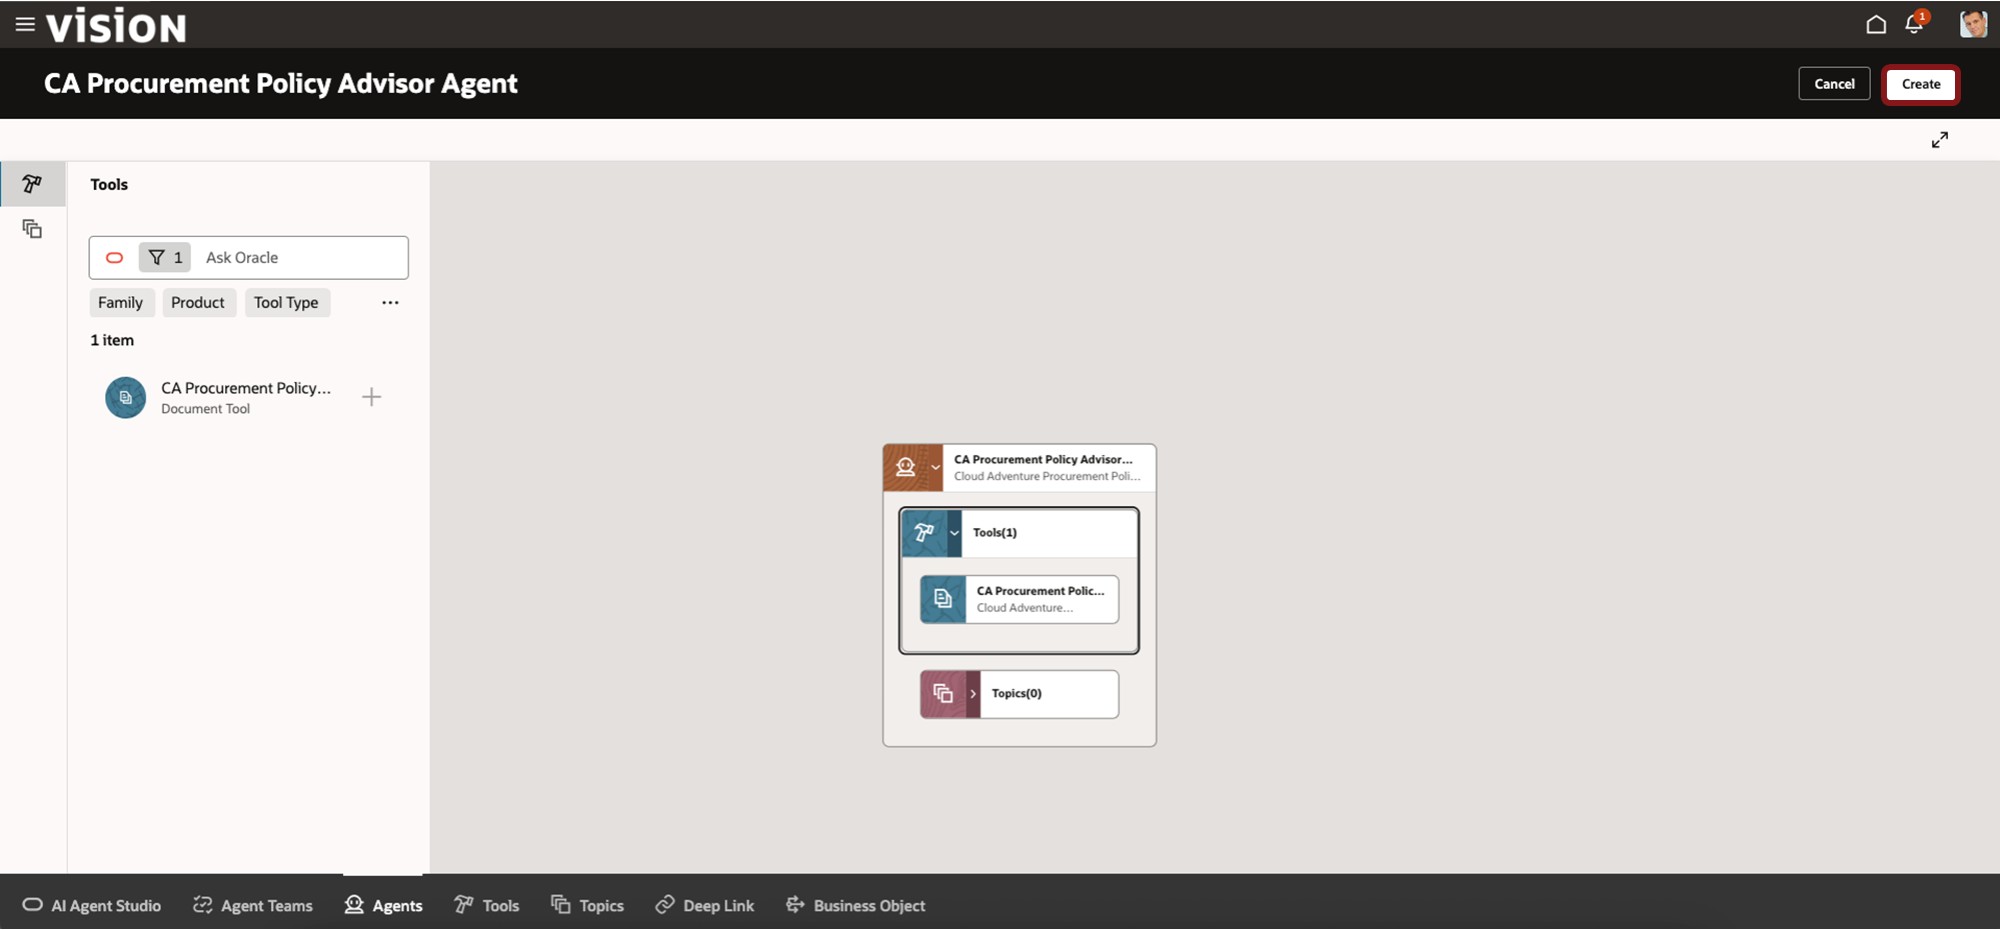 VISION
1
CA Procurement Policy Advisor Agent
Cancel
Create
Tools
1
Ask Oracle
Family
Product
Tool Type
...
1 item
CA Procurement Policy...
Document Tool
CA Procurement Policy Advisor...
Cloud Adventure Procurement Poli...
Tools(1)
CA Procurement Polic...
Cloud Adventure...
Topics(0)
AI Agent Studio
Agent Teams
Agents
Tools
Topics
Deep Link
Business Object